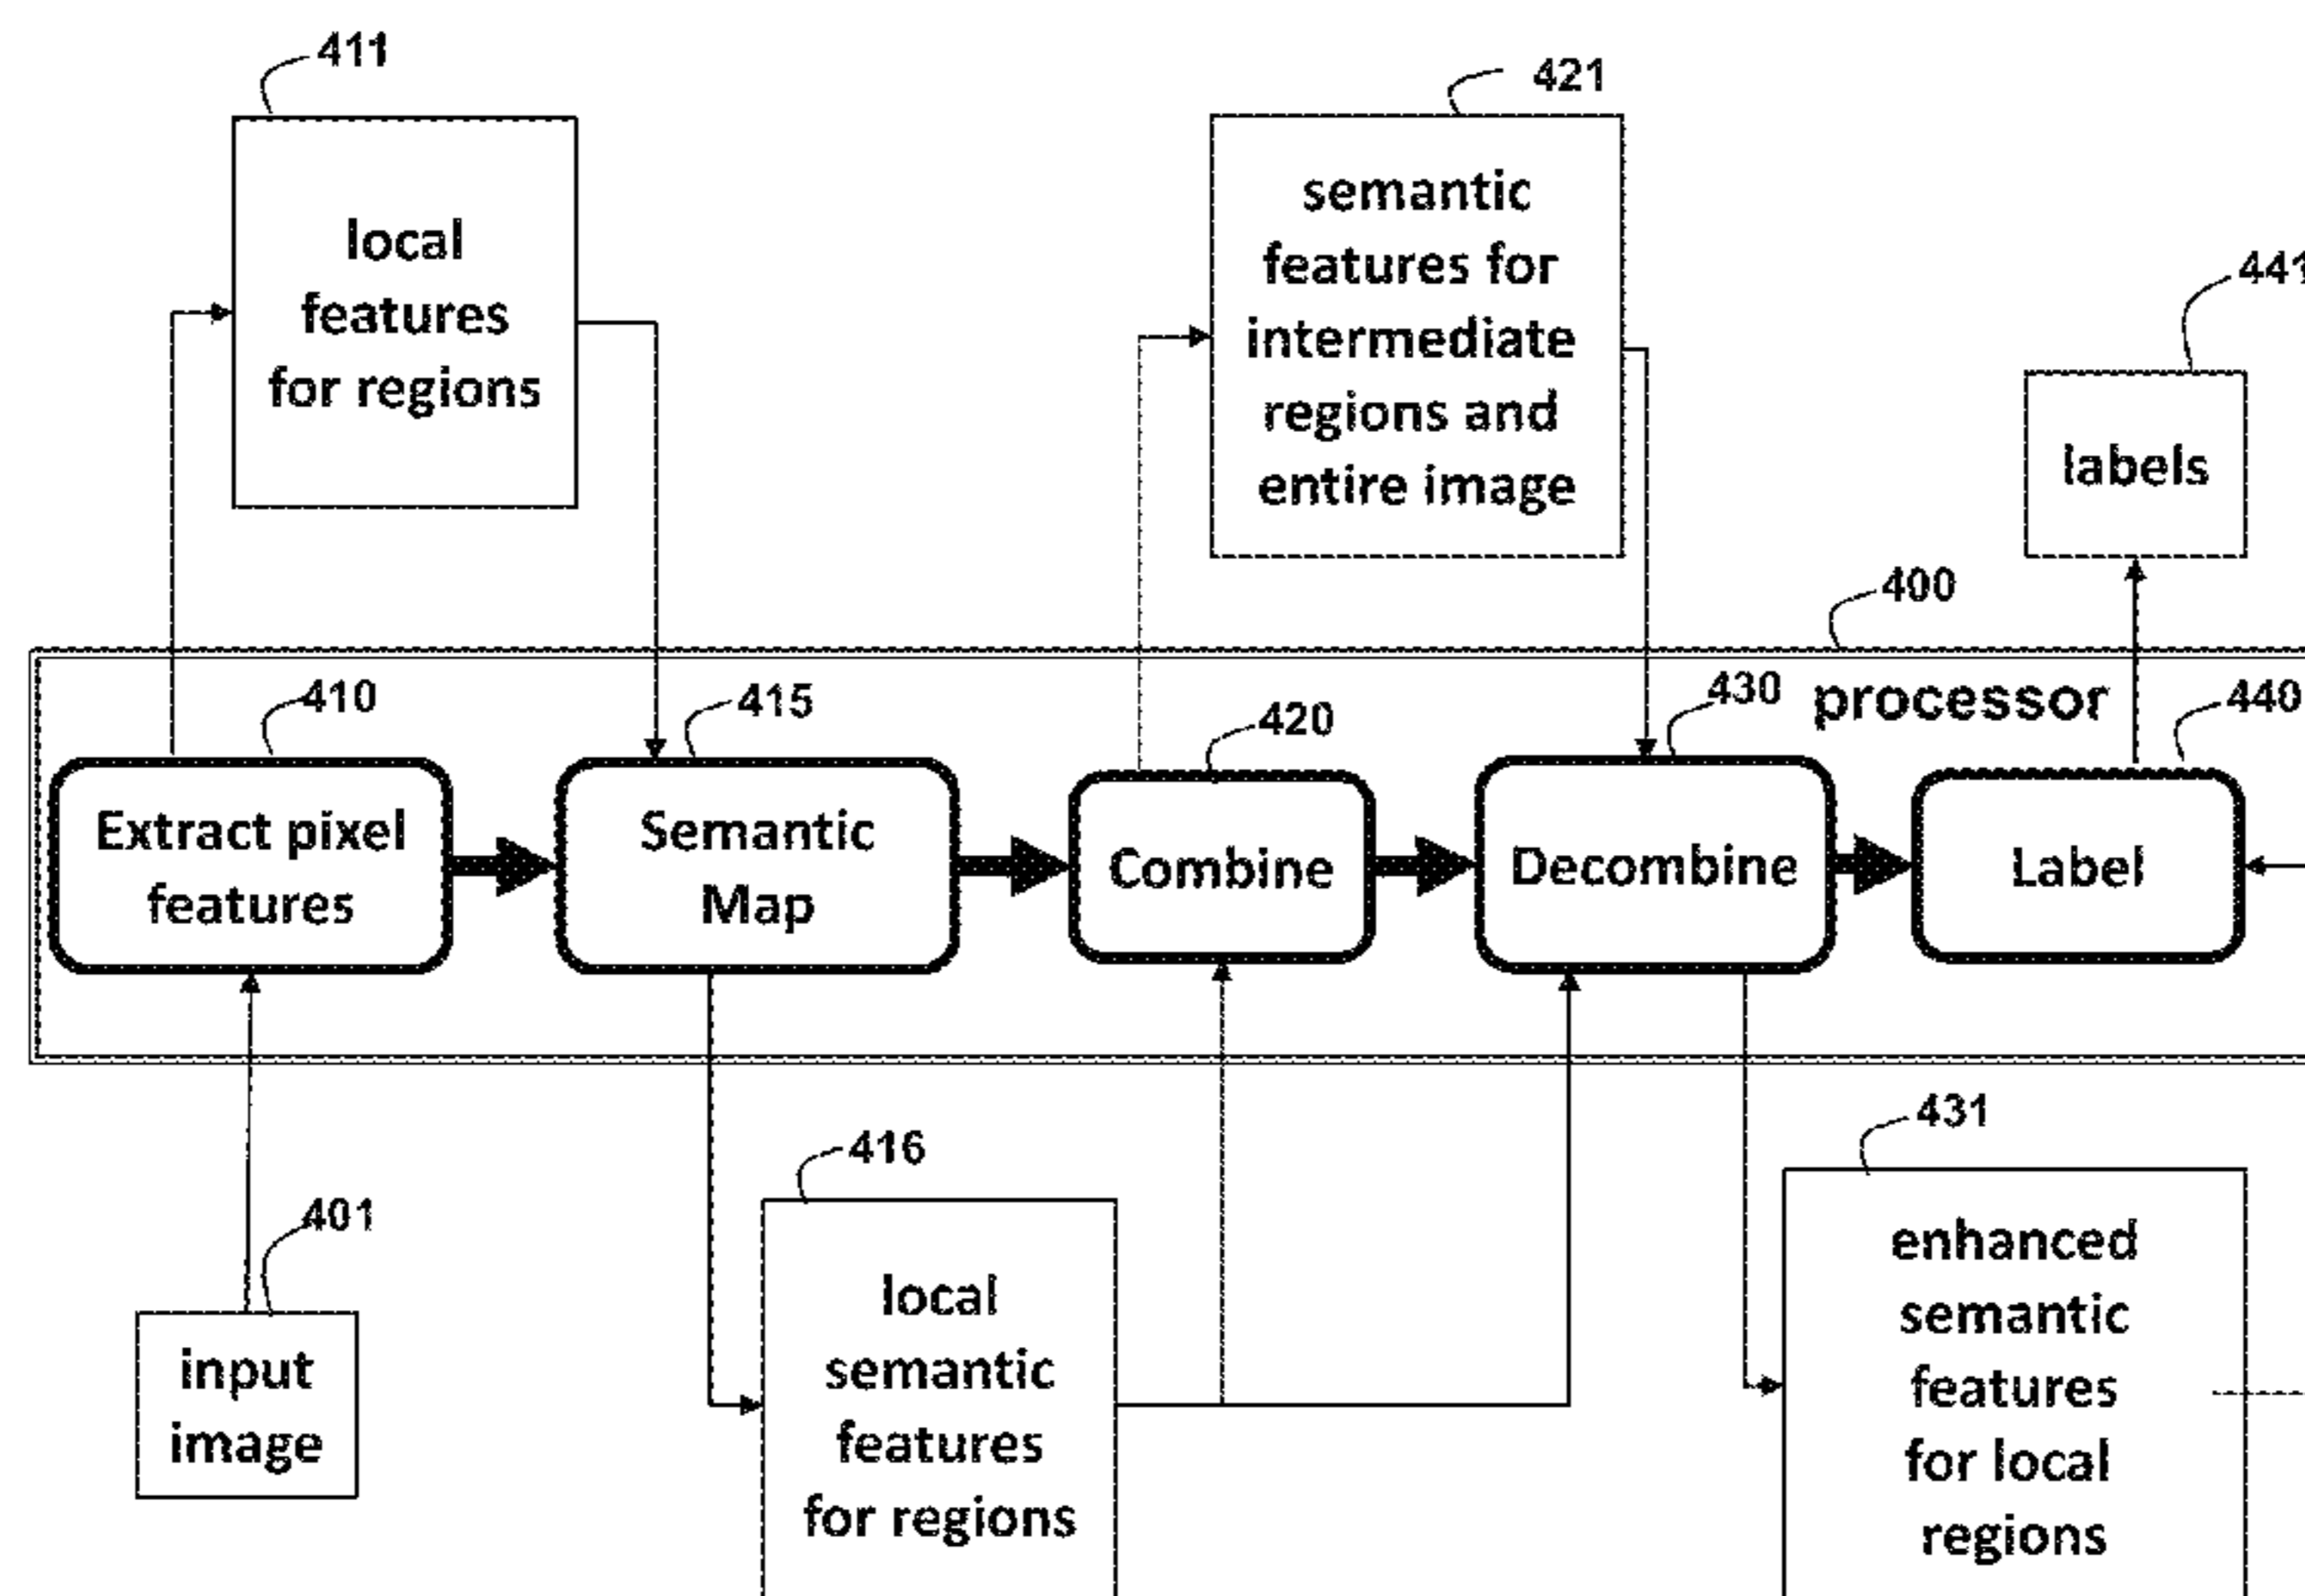 411
local
features
for regions
421
semantic
features for
intermediate
regions and
entire image
441
labels
400
processor
410
Extract pixel
features
415
Semantic
Map
420
Combine
430
Decombine
440
Label
401
input
image
416
local
semantic
features
for regions
431
enhanced
semantic
features
for local
regions